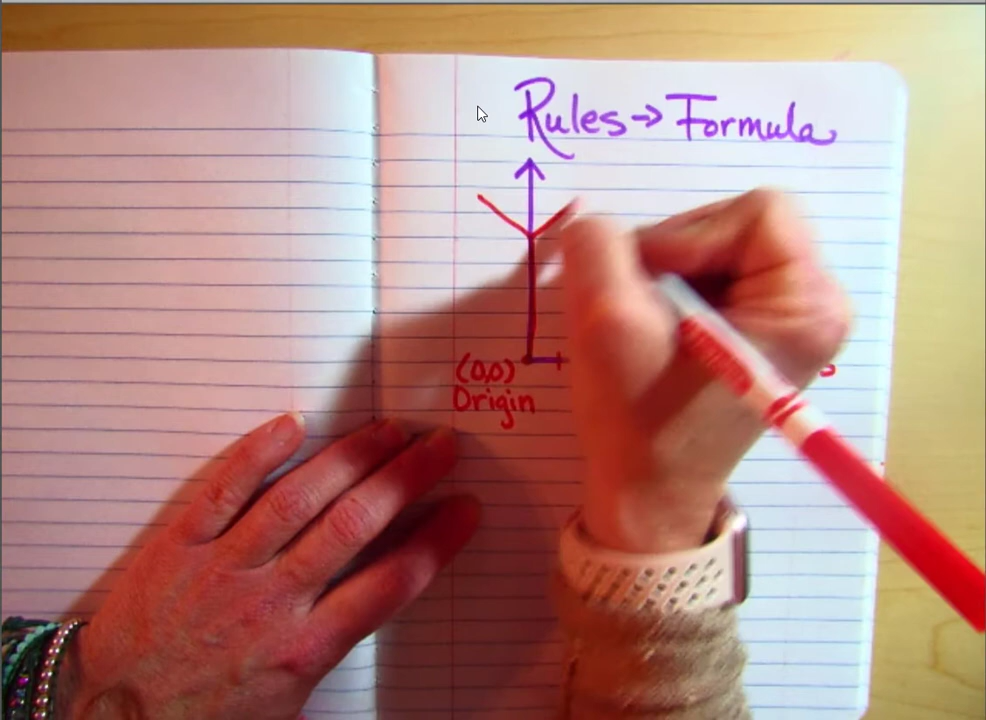 Rules → Formula
Y
(0,0)
Origin